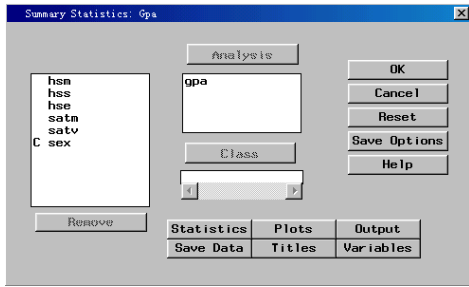 Summary Statistics: Gpa
Analysis
hsm
hss
hse
satm
satv
C sex
gpa
Class
Remove
OK
Cancel
Reset
Save Options
Help
Statistics Plots Output
Save Data Titles Variables